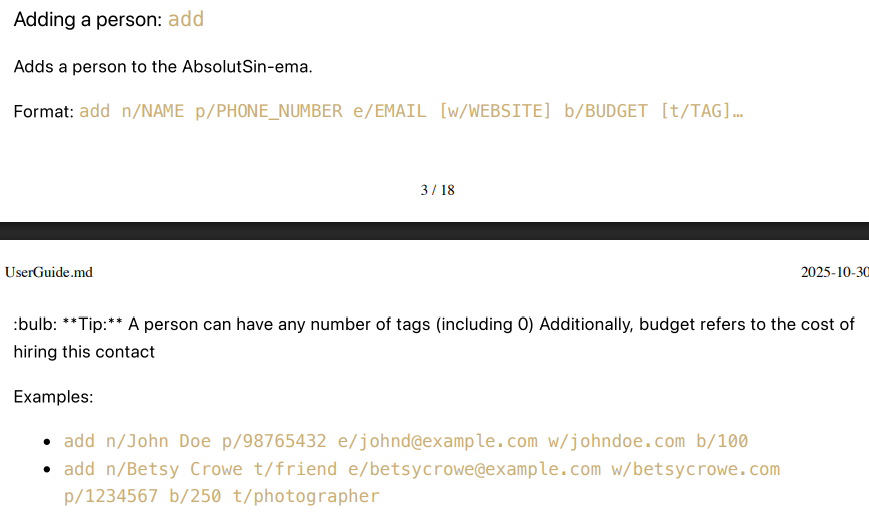 Adding a person: add
Adds a person to the AbsolutSin-ema.
Format: add n/NAME p/PHONE_NUMBER e/EMAIL [w/WEBSITE] b/BUDGET [t/TAG]…
3 / 18
UserGuide.md
2025-10-30
:bulb: **Tip:** A person can have any number of tags (including 0) Additionally, budget refers to the cost of
hiring this contact
Examples:
• add n/John Doe p/98765432 e/johnd@example.com w/johndoe.com b/100
• add n/Betsy Crowe t/friend e/betsycrowe@example.com w/betsycrowe.com
p/1234567 b/250 t/photographer